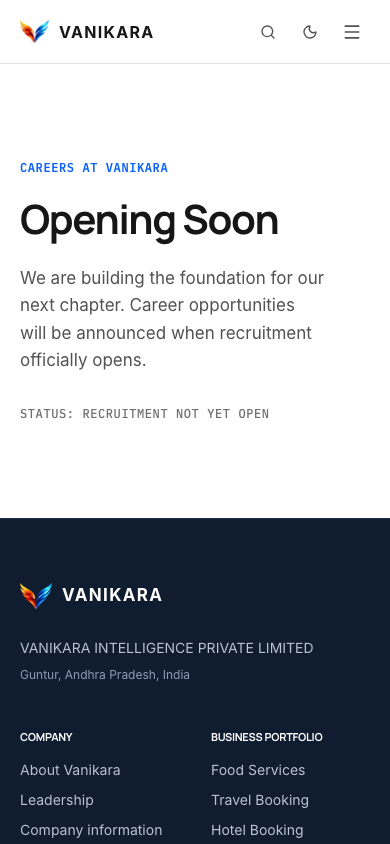 VANIKARA
CAREERS AT VANIKARA
Opening Soon
We are building the foundation for our
next chapter. Career opportunities
will be announced when recruitment
officially opens.
STATUS: RECRUITMENT NOT YET OPEN
VANIKARA
VANIKARA INTELLIGENCE PRIVATE LIMITED
Guntur, Andhra Pradesh, India
COMPANY
About Vanikara
Leadership
Company information
BUSINESS PORTFOLIO
Food Services
Travel Booking
Hotel Booking